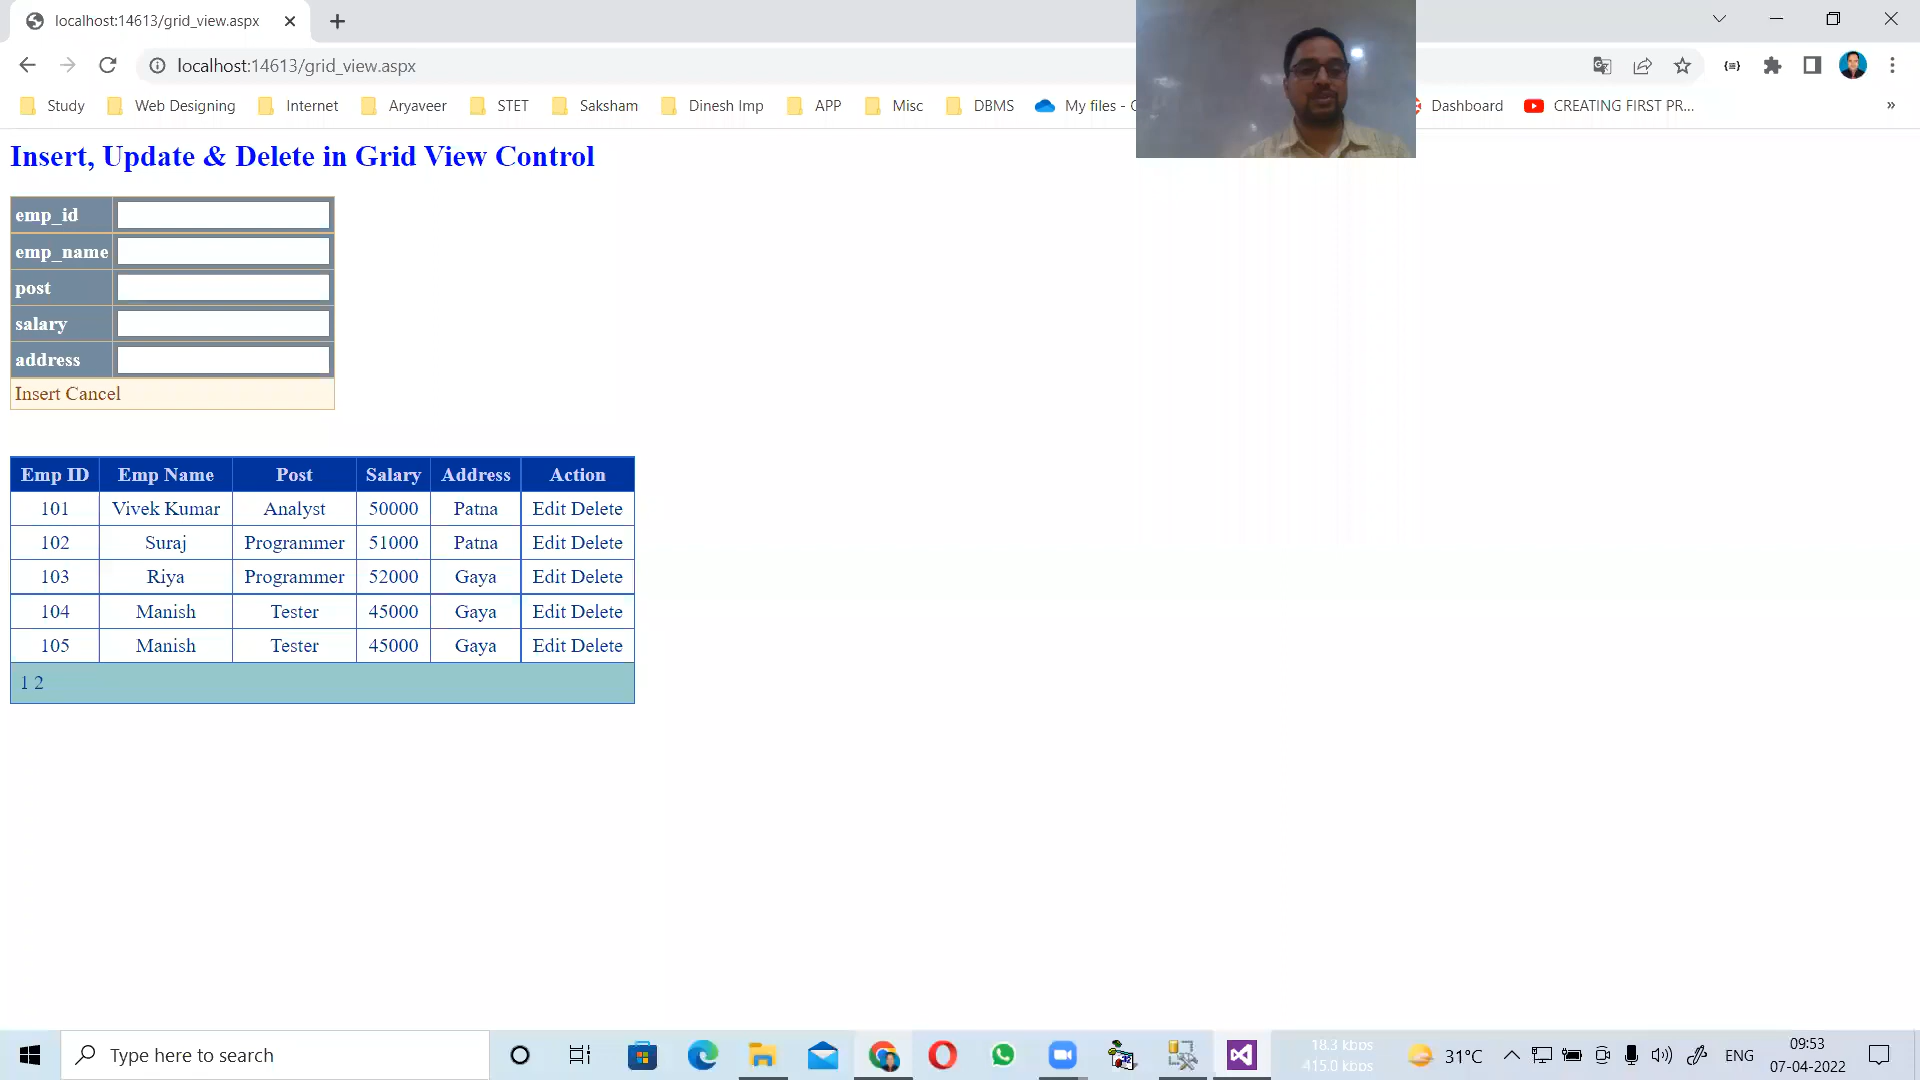 localhost:14613/grid_view.aspx
localhost:14613/grid_view.aspx
Study Web Designing Internet Aryaveer STET Saksham Dinesh Imp APP Misc DBMS My files - Dashboard CREATING FIRST PR... »
Insert, Update & Delete in Grid View Control
emp_id
emp_name
post
salary
address
Insert Cancel
Emp ID Emp Name Post Salary Address Action
101 Vivek Kumar Analyst 50000 Patna Edit Delete
102 Suraj Programmer 51000 Patna Edit Delete
103 Riya Programmer 52000 Gaya Edit Delete
104 Manish Tester 45000 Gaya Edit Delete
105 Manish Tester 45000 Gaya Edit Delete
1 2
Type here to search
18.3 kbps
415.0 kbps
31°C
ENG
09:53
07-04-2022